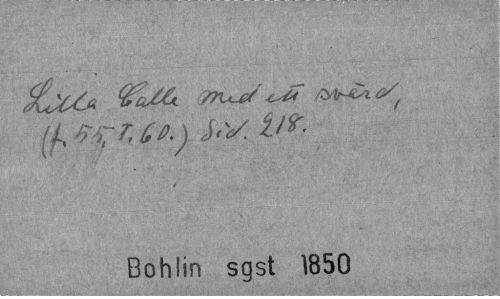 Lilla Calle med ett svärd,
(f. 55, T. 60.) Sid. 218.
Bohlin sgst 1850